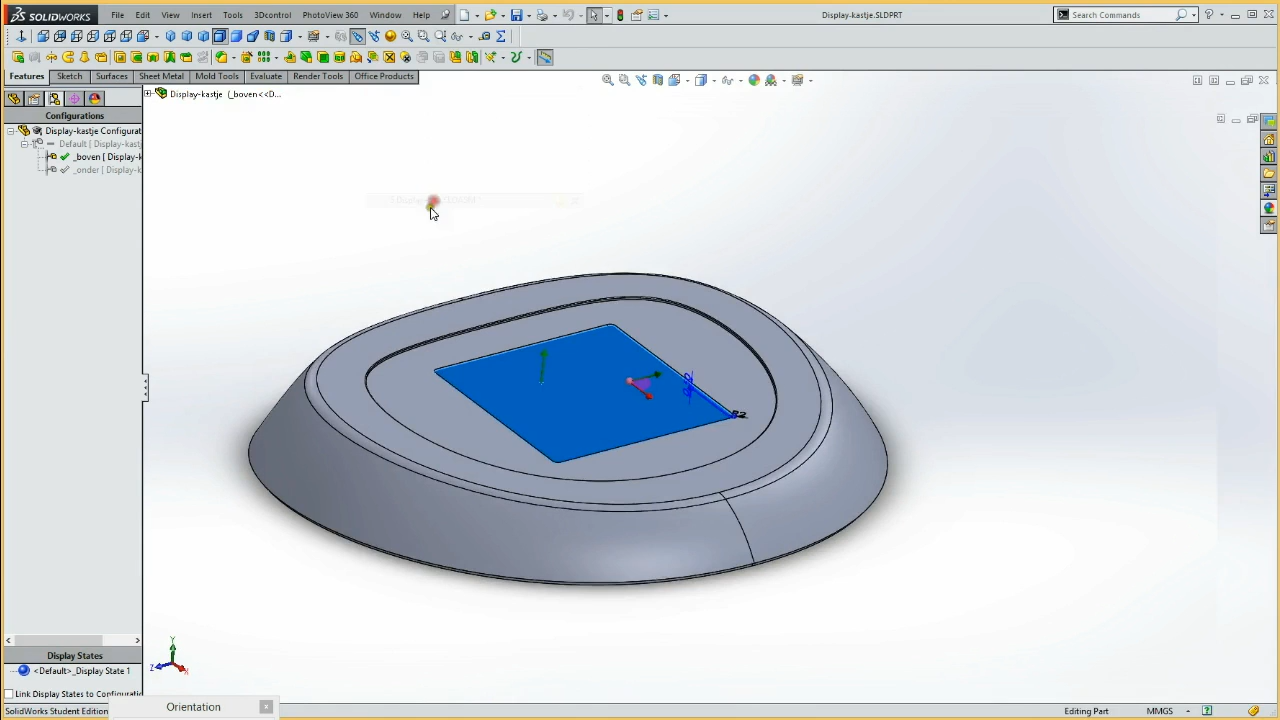 SOLIDWORKS
File Edit View Insert Tools 3Dcontrol PhotoView 360 Window Help
Display-kastje.SLDPRT
Search Commands
Features Sketch Surfaces Sheet Metal Mold Tools Evaluate Render Tools Office Products
Display-kastje (_boven<<D...
Configurations
Display-kastje Configurat
Default [ Display-kastj
_boven [ Display-k
_onder [ Display-k
R2
Y
Z
X
Display States
<Default>_Display State 1
Link Display States to Configuratio
Orientation
SolidWorks Student Edition
Editing Part
MMGS